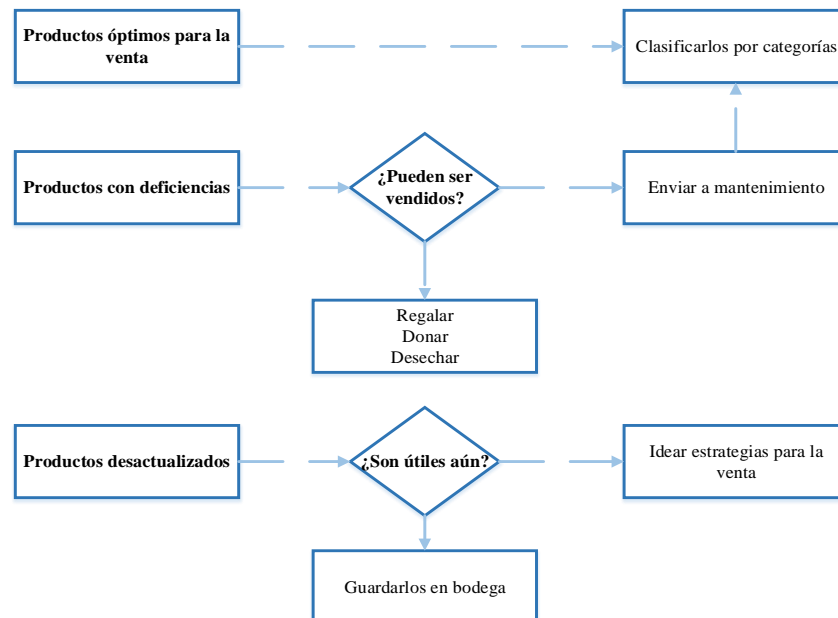 Productos óptimos para la
venta
Clasificarlos por categorías
Productos con deficiencias
¿Pueden ser
vendidos?
Enviar a mantenimiento
Regalar
Donar
Desechar
Productos desactualizados
¿Son útiles aún?
Idear estrategias para la
venta
Guardarlos en bodega